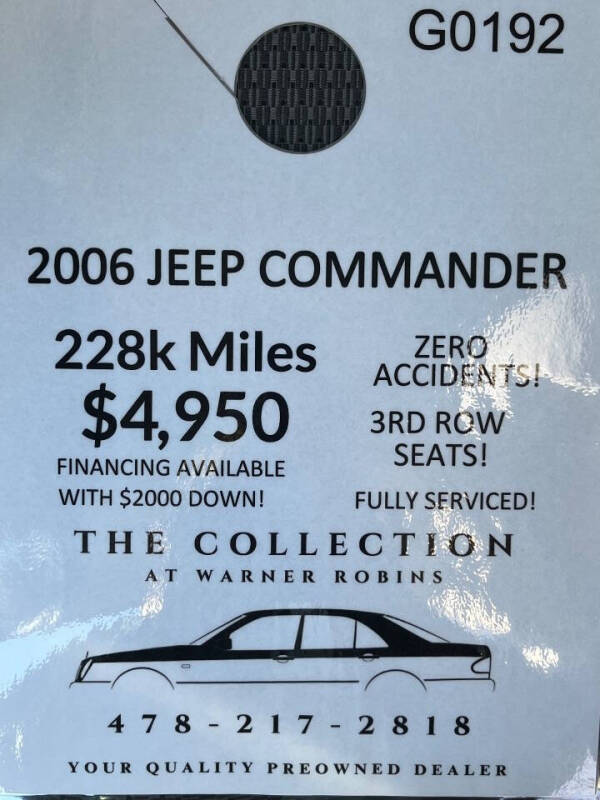 G0192
2006 JEEP COMMANDER
228k Miles
$4,950
FINANCING AVAILABLE
WITH $2000 DOWN!
ZERO
ACCIDENTS!
3RD ROW
SEATS!
FULLY SERVICED!
THE COLLECTION
AT WARNER ROBINS
478-217-2818
YOUR QUALITY PREOWNED DEALER